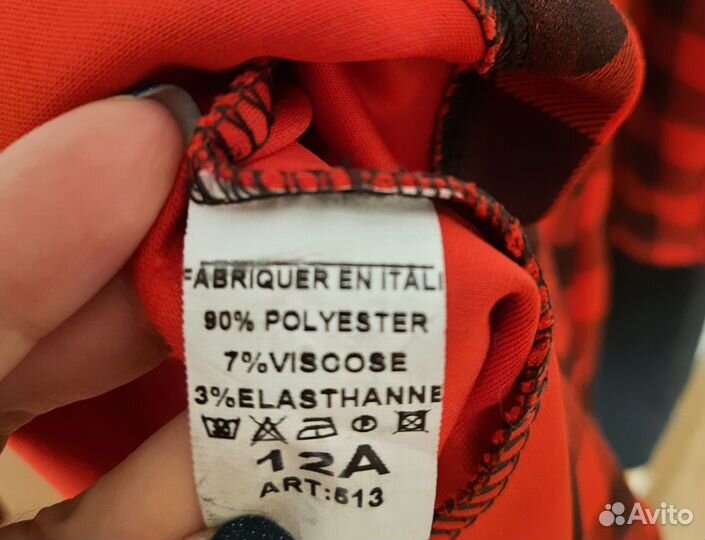 FABRIQUER EN ITALI
90% POLYESTER
7%VISCOSE
3%ELASTHANNE
12A
ART:513
Avito